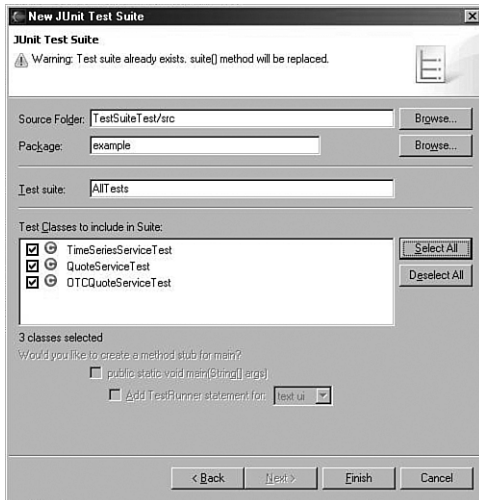 New JUnit Test Suite
JUnit Test Suite
Warning: Test suite already exists. suite() method will be replaced.
Source Folder: TestSuiteTest/src Browse...
Package: example Browse...
Test suite: AllTests
Test Classes to include in Suite:
TimeSeriesServiceTest
QuoteServiceTest
OTCQuoteServiceTest
Select All
Deselect All
3 classes selected
Would you like to create a method stub for main?
public static void main(String[] args)
Add TestRunner statement for: text ui
< Back Next > Finish Cancel